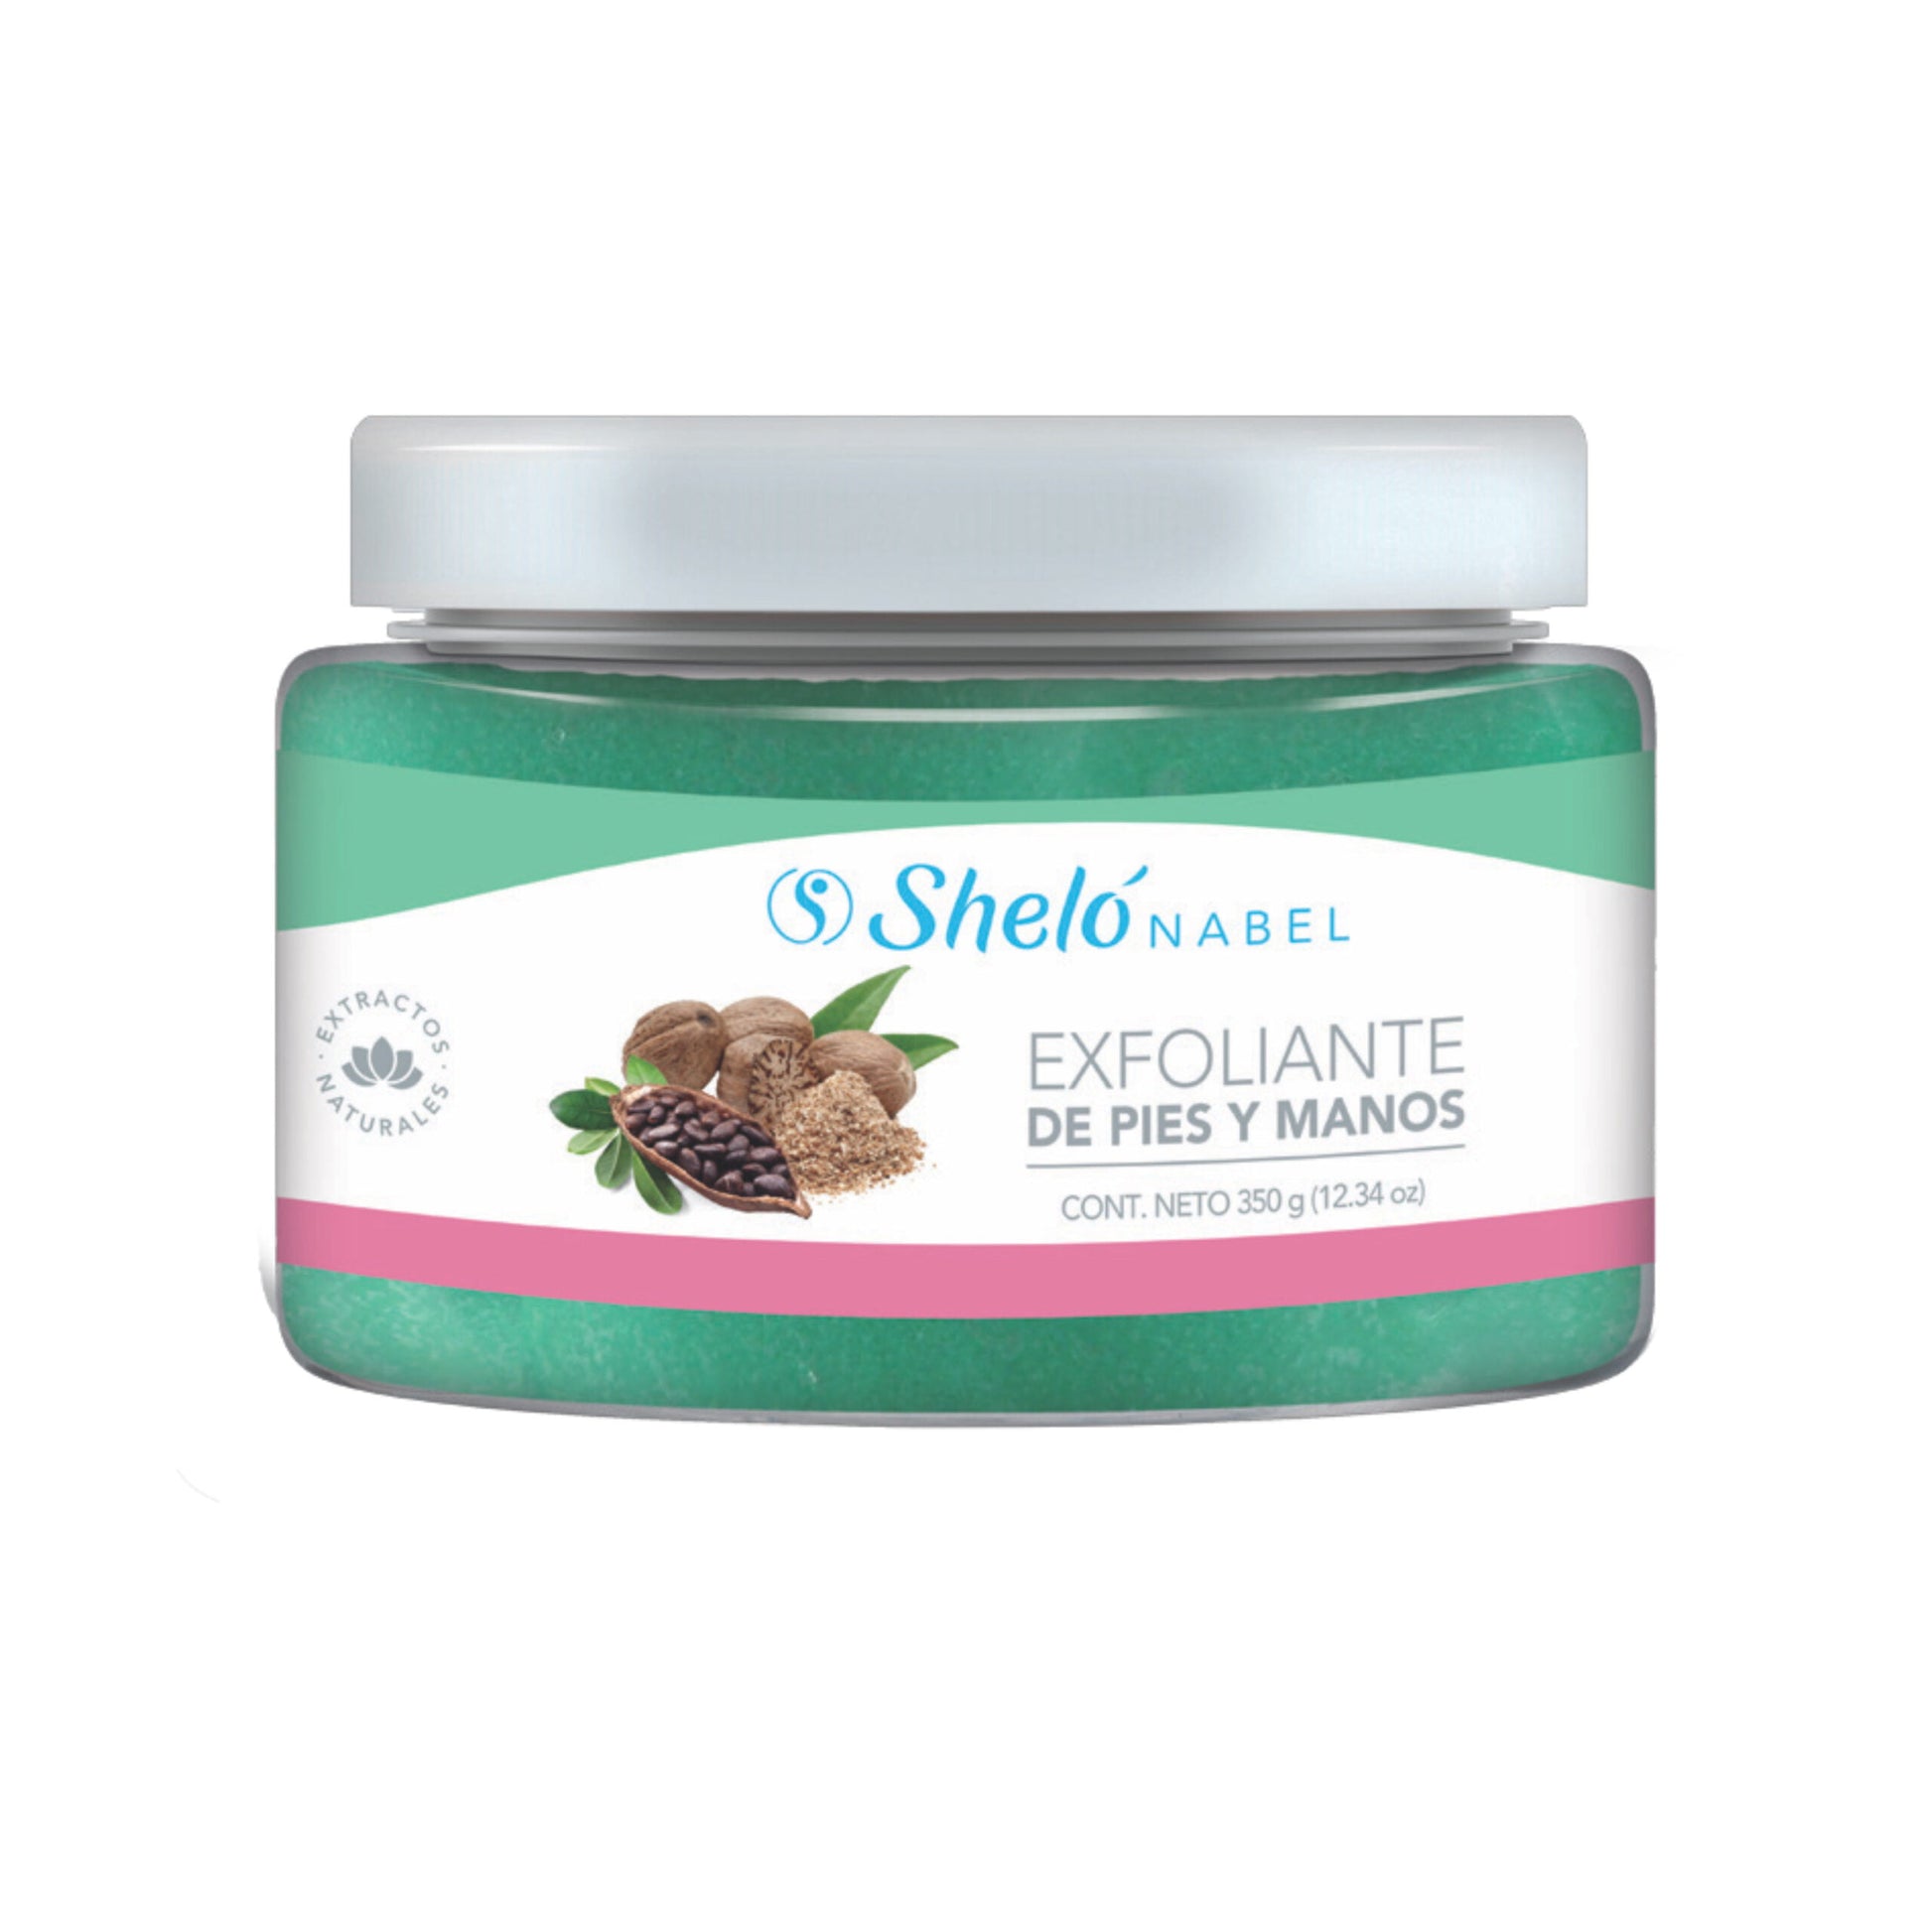 Sheló NABEL
· EXTRACTOS ·
NATURALES
EXFOLIANTE
DE PIES Y MANOS
CONT. NETO 350 g (12.34 oz)